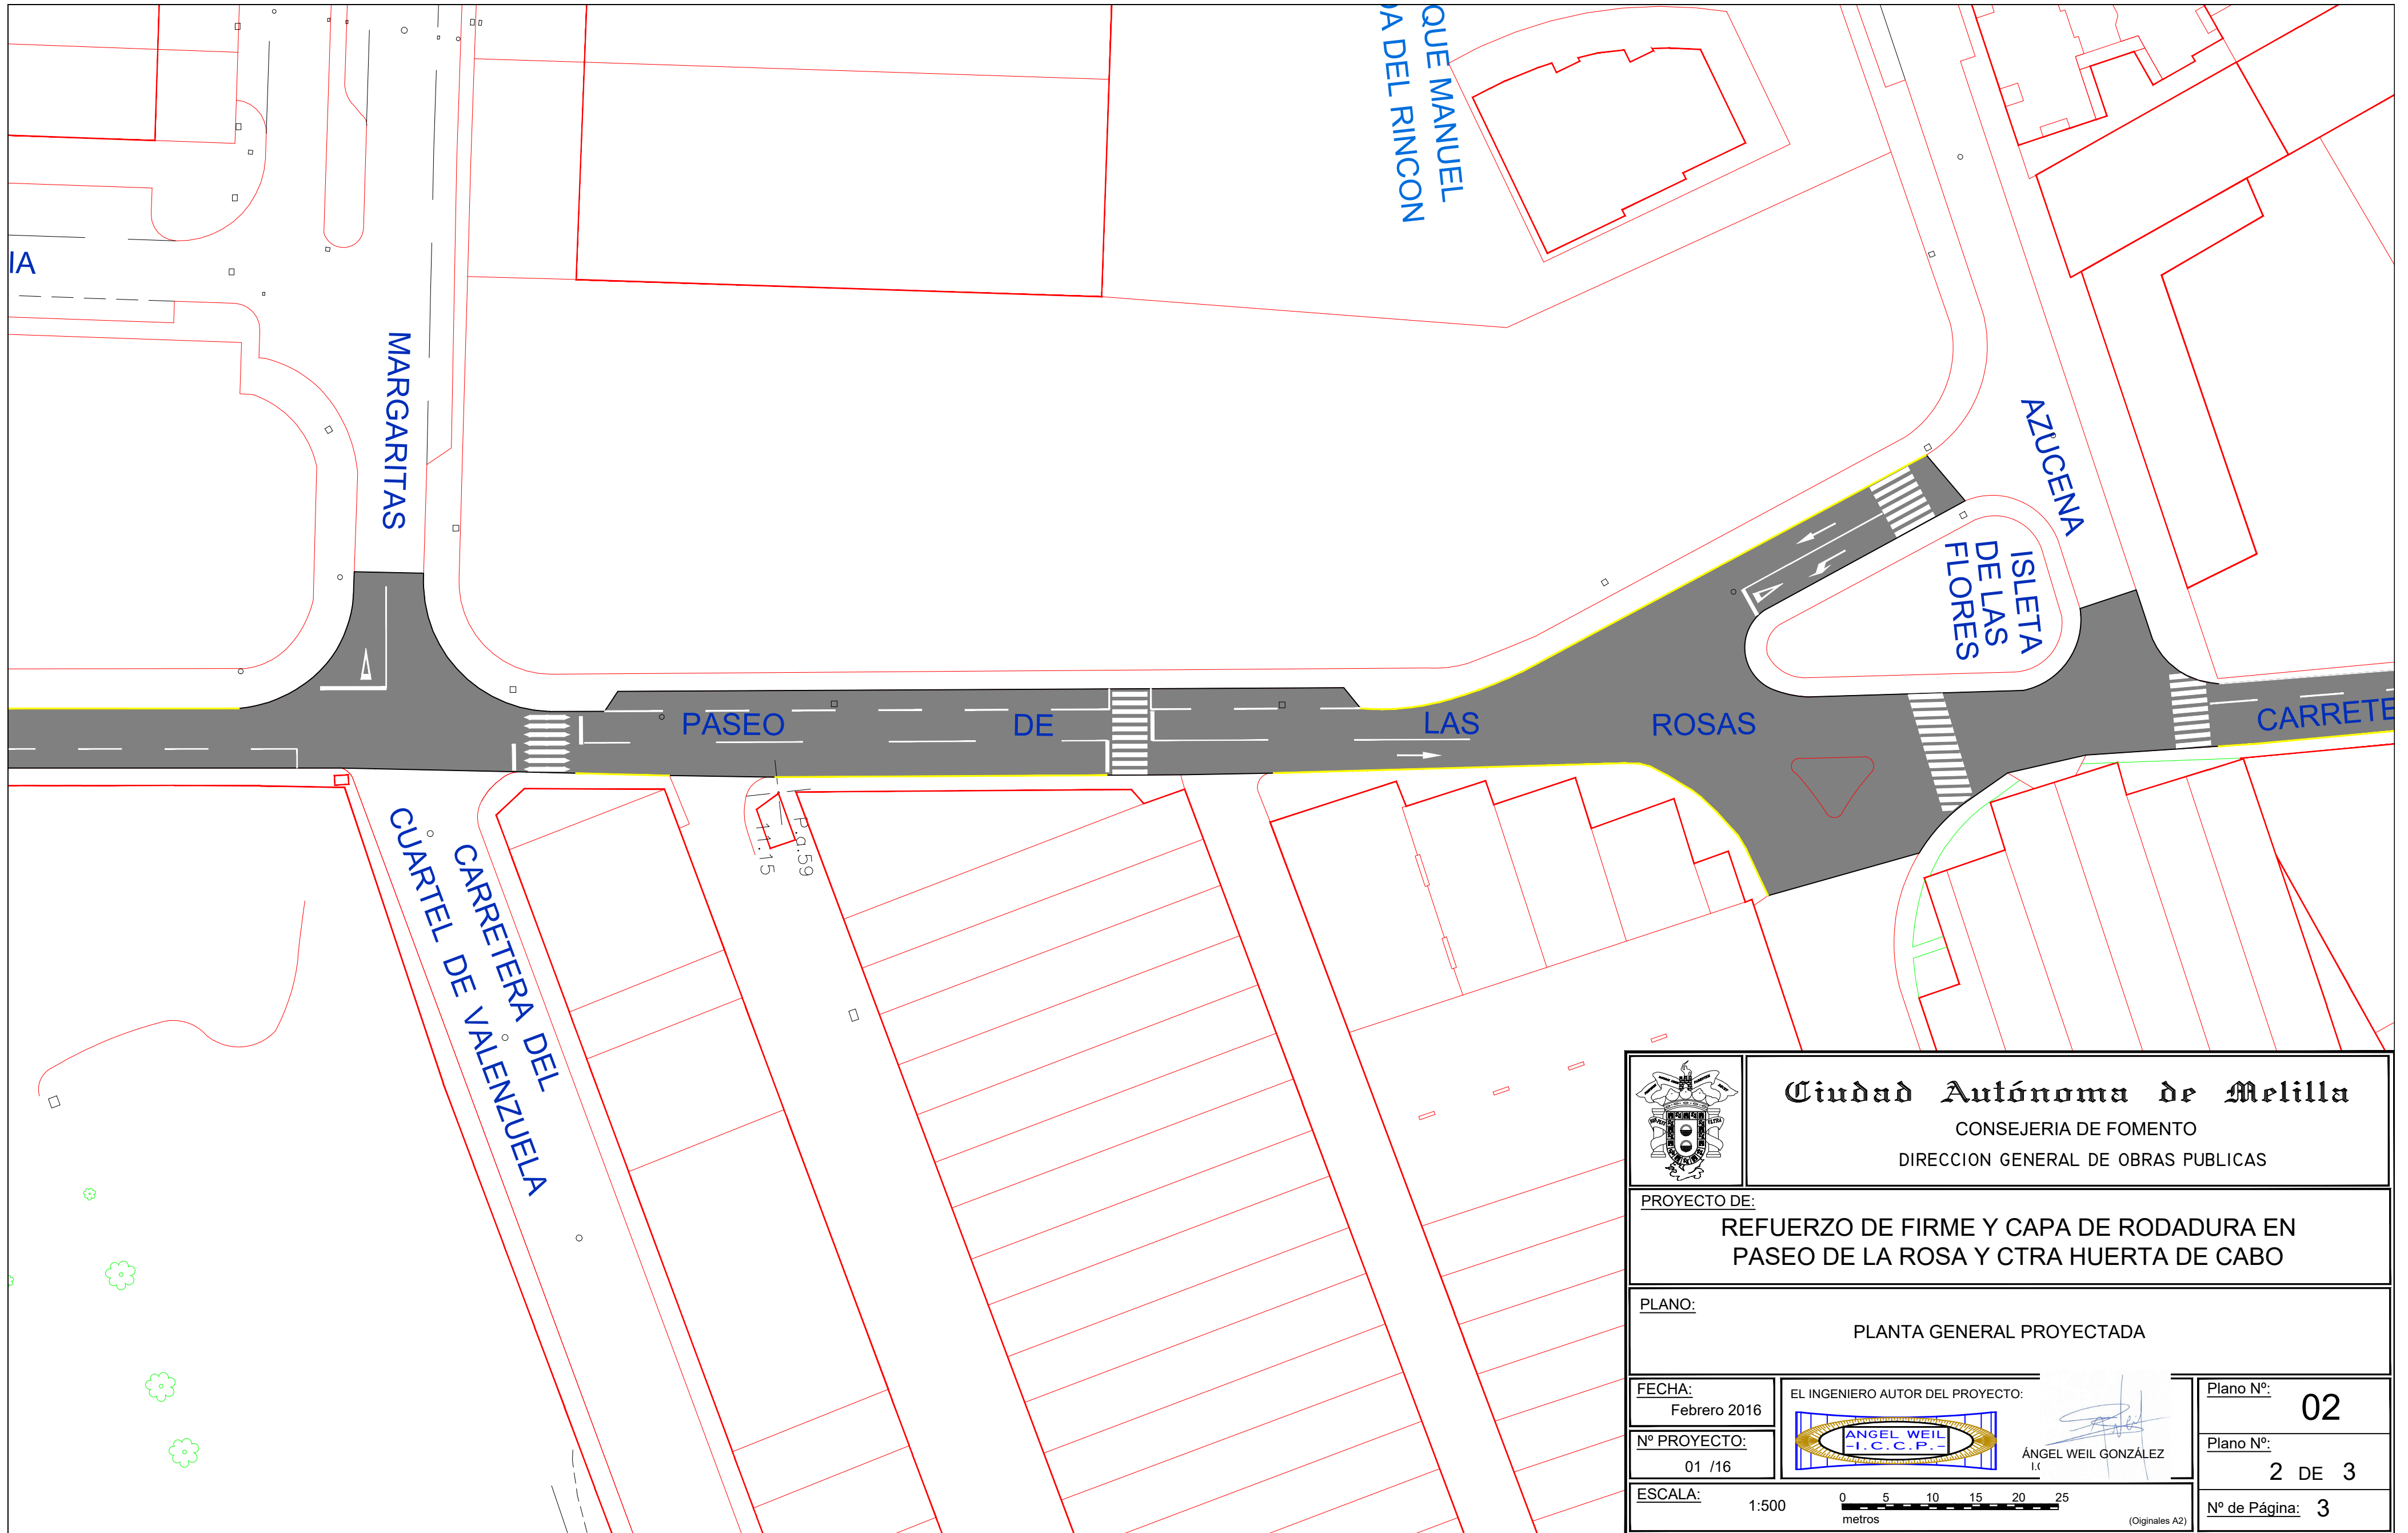 QUE MANUEL
DA DEL RINCON
IA
MARGARITAS
AZUCENA
ISLETA
DE LAS
FLORES
PASEO DE LAS ROSAS
CARRETE
P.a.59
11.15
CARRETERA DEL
CUARTEL DE VALENZUELA
Ciudad Autónoma de Melilla
CONSEJERIA DE FOMENTO
DIRECCION GENERAL DE OBRAS PUBLICAS
PROYECTO DE:
REFUERZO DE FIRME Y CAPA DE RODADURA EN
PASEO DE LA ROSA Y CTRA HUERTA DE CABO
PLANO:
PLANTA GENERAL PROYECTADA
FECHA:
Febrero 2016
Nº PROYECTO:
01 /16
EL INGENIERO AUTOR DEL PROYECTO:
ANGEL WEIL
-I.C.C.P.-
ÁNGEL WEIL GONZÁLEZ
Plano Nº:
02
Plano Nº:
2 DE 3
ESCALA:
1:500
0 5 10 15 20 25
metros
(Oiginales A2)
Nº de Página: 3